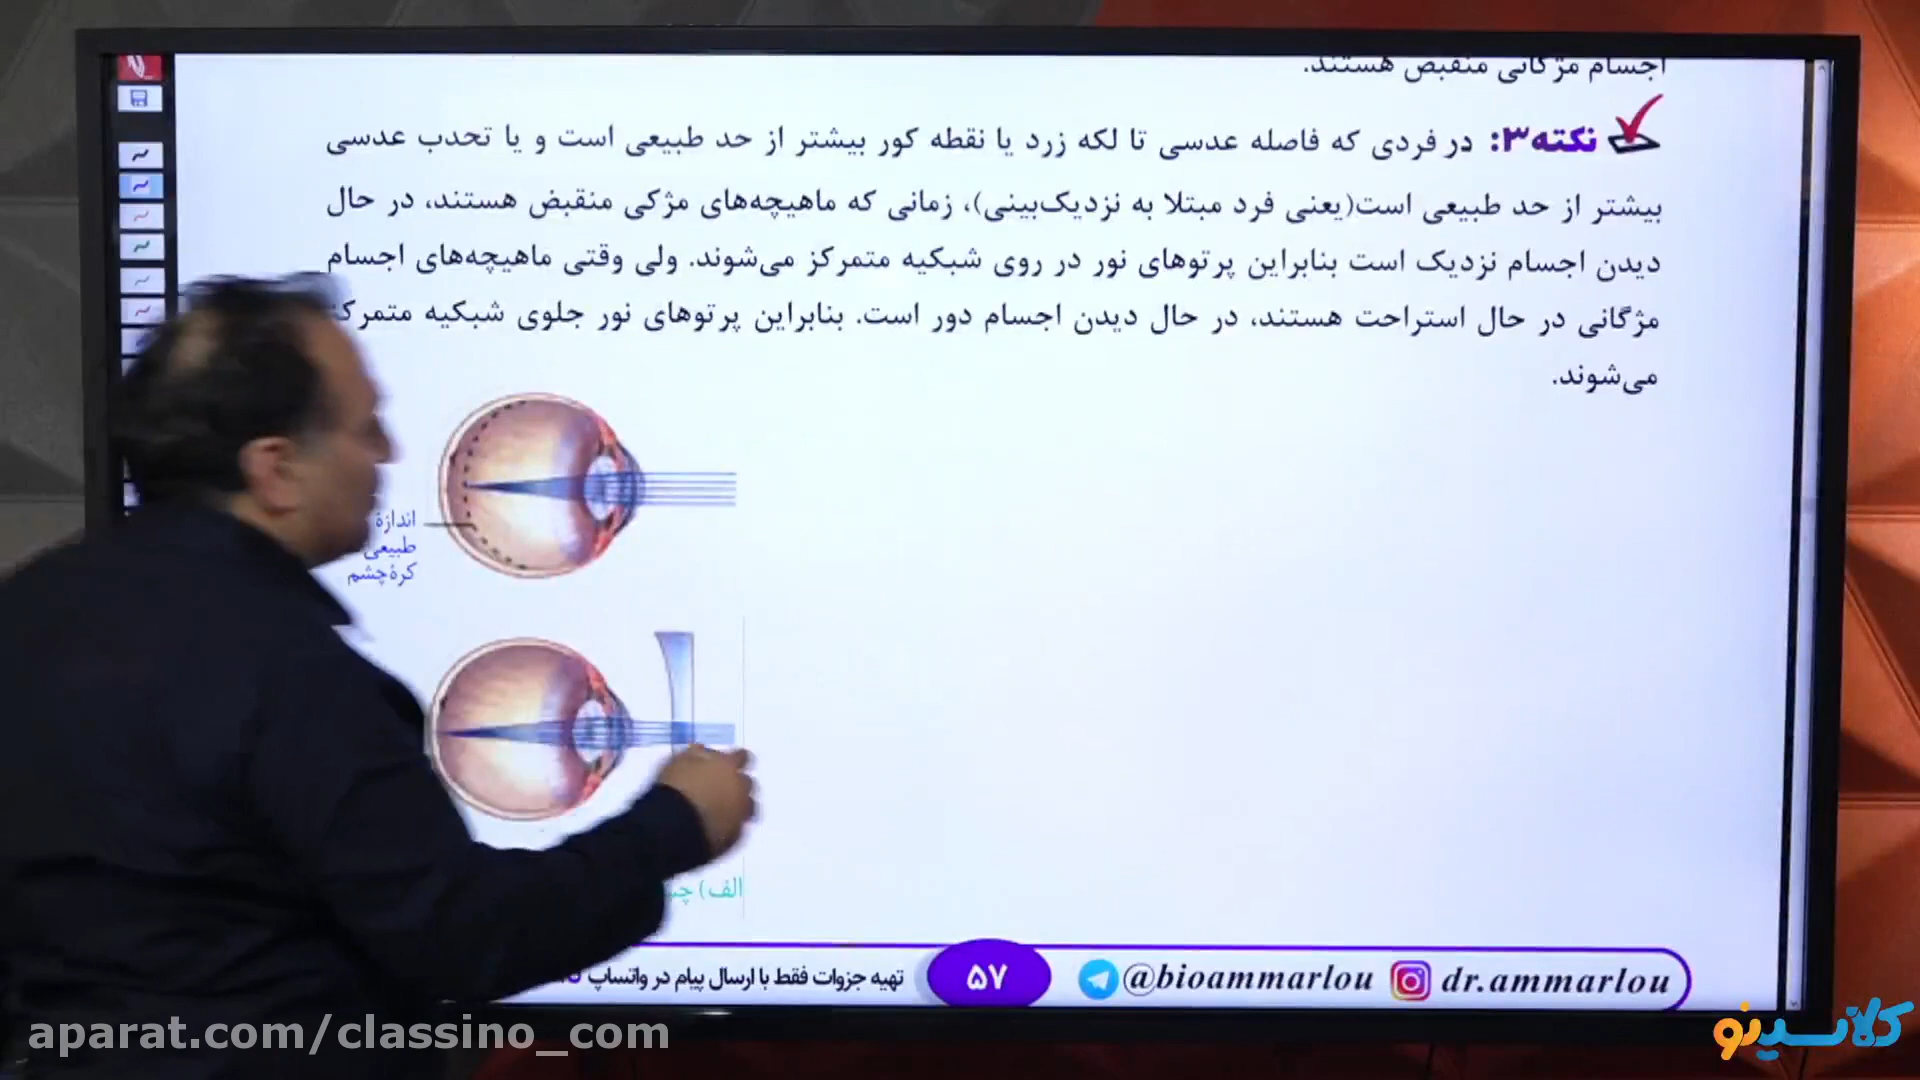 اجسام مژگانی منقبض هستند.
نکته۳: در فردی که فاصله عدسی تا لکه زرد یا نقطه کور بیشتر از حد طبیعی است و یا تحدب عدسی
بیشتر از حد طبیعی است(یعنی فرد مبتلا به نزدیک‌بینی)، زمانی که ماهیچه‌های مژکی منقبض هستند، در حال
دیدن اجسام نزدیک است بنابراین پرتوهای نور در روی شبکیه متمرکز می‌شوند. ولی وقتی ماهیچه‌های اجسام
مژگانی در حال استراحت هستند، در حال دیدن اجسام دور است. بنابراین پرتوهای نور جلوی شبکیه متمرکز
می‌شوند.
اندازهٔ
طبیعی
کرهٔ چشم
الف)
تهیه جزوات فقط با ارسال پیام در واتساپ
۵۷
@bioammarlou
dr.ammarlou
aparat.com/classino_com
کلاسینو